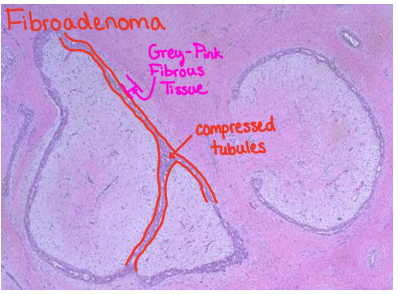 Fibroadenoma
Grey-Pink
Fibrous
Tissue
compressed
tubules